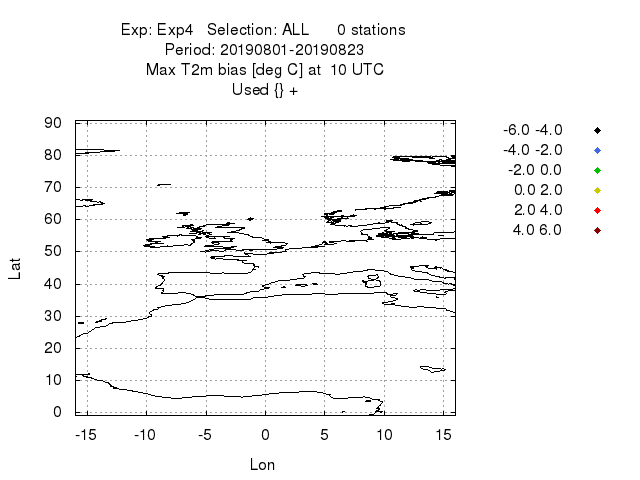 Exp: Exp4 Selection: ALL 0 stations
Period: 20190801-20190823
Max T2m bias [deg C] at 10 UTC
Used {} +
-6.0 -4.0
-4.0 -2.0
-2.0 0.0
0.0 2.0
2.0 4.0
4.0 6.0
90
80
70
60
50
40
30
20
10
0
Lat
-15 -10 -5 0 5 10 15
Lon